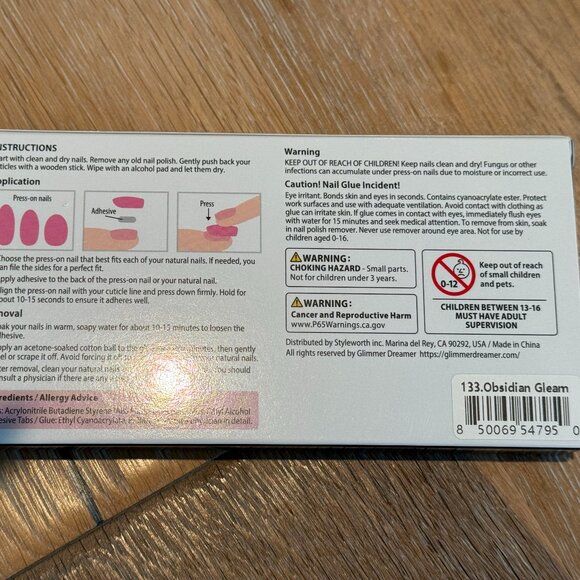 INSTRUCTIONS
art with clean and dry nails. Remove any old nail polish. Gently push back your
ticles with a wooden stick. Wipe with an alcohol pad and let them dry.
Application
Press-on nails
Adhesive
Press
Choose the press-on nail that best fits each of your natural nails. If needed, you
an file the sides for a perfect fit.
pply adhesive to the back of the press-on nail or your natural nail.
lign the press-on nail with your cuticle line and press down firmly. Hold for
bout 10-15 seconds to ensure it adheres well.
moval
oak your nails in warm, soapy water for about 10-15 minutes to loosen the
dhesive.
pply an acetone-soaked cotton ball to the minutes, then gently
eel or scrape it off. Avoid forcing it off natural nails.
ter removal, clean your natural nails you should
nsult a physician if there are any
redients / Allergy Advice
s: Acrylonitrile Butadiene Styrene Alcohol
hesive Tabs / Glue: Ethyl Cyanoacrylate, in detail.
Warning
KEEP OUT OF REACH OF CHILDREN! Keep nails clean and dry! Fungus or other
infections can accumulate under press-on nails due to moisture or incorrect use.
Caution! Nail Glue Incident!
Eye irritant. Bonds skin and eyes in seconds. Contains cyanoacrylate ester. Protect
work surfaces and use with adequate ventilation. Avoid contact with clothing as
glue can irritate skin. If glue comes in contact with eyes, immediately flush eyes
with water for 15 minutes and seek medical attention. To remove from skin, soak
in nail polish remover. Never use remover around eye area. Not for use by
children aged 0-16.
WARNING:
CHOKING HAZARD - Small parts.
Not for children under 3 years.
WARNING:
Cancer and Reproductive Harm
www.P65Warnings.ca.gov
0-12
Keep out of reach
of small children
and pets.
CHILDREN BETWEEN 13-16
MUST HAVE ADULT
SUPERVISION
Distributed by Styleworth inc. Marina del Rey, CA 90292, USA / Made in China
All rights reserved by Glimmer Dreamer https://glimmerdreamer.com/
133.Obsidian Gleam
8 50069 54795 0